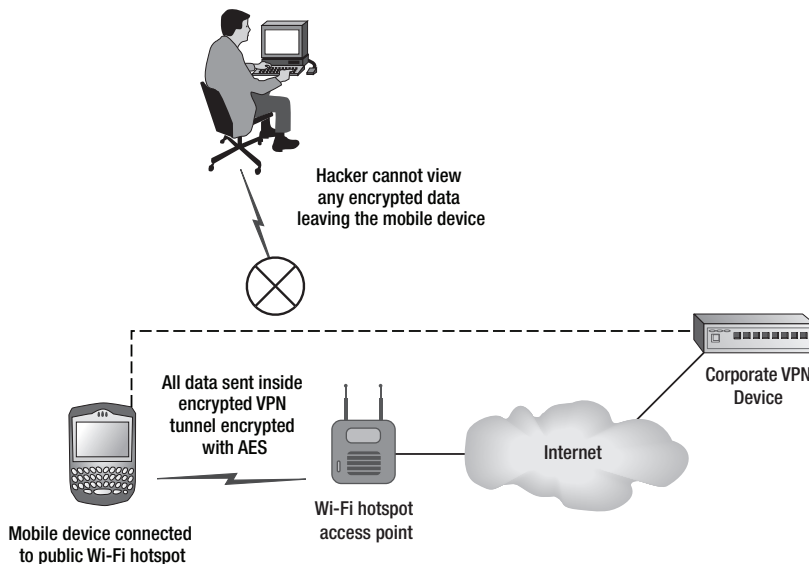 Hacker cannot view
any encrypted data
leaving the mobile device
All data sent inside
encrypted VPN
tunnel encrypted
with AES
Corporate VPN
Device
Internet
Wi-Fi hotspot
access point
Mobile device connected
to public Wi-Fi hotspot